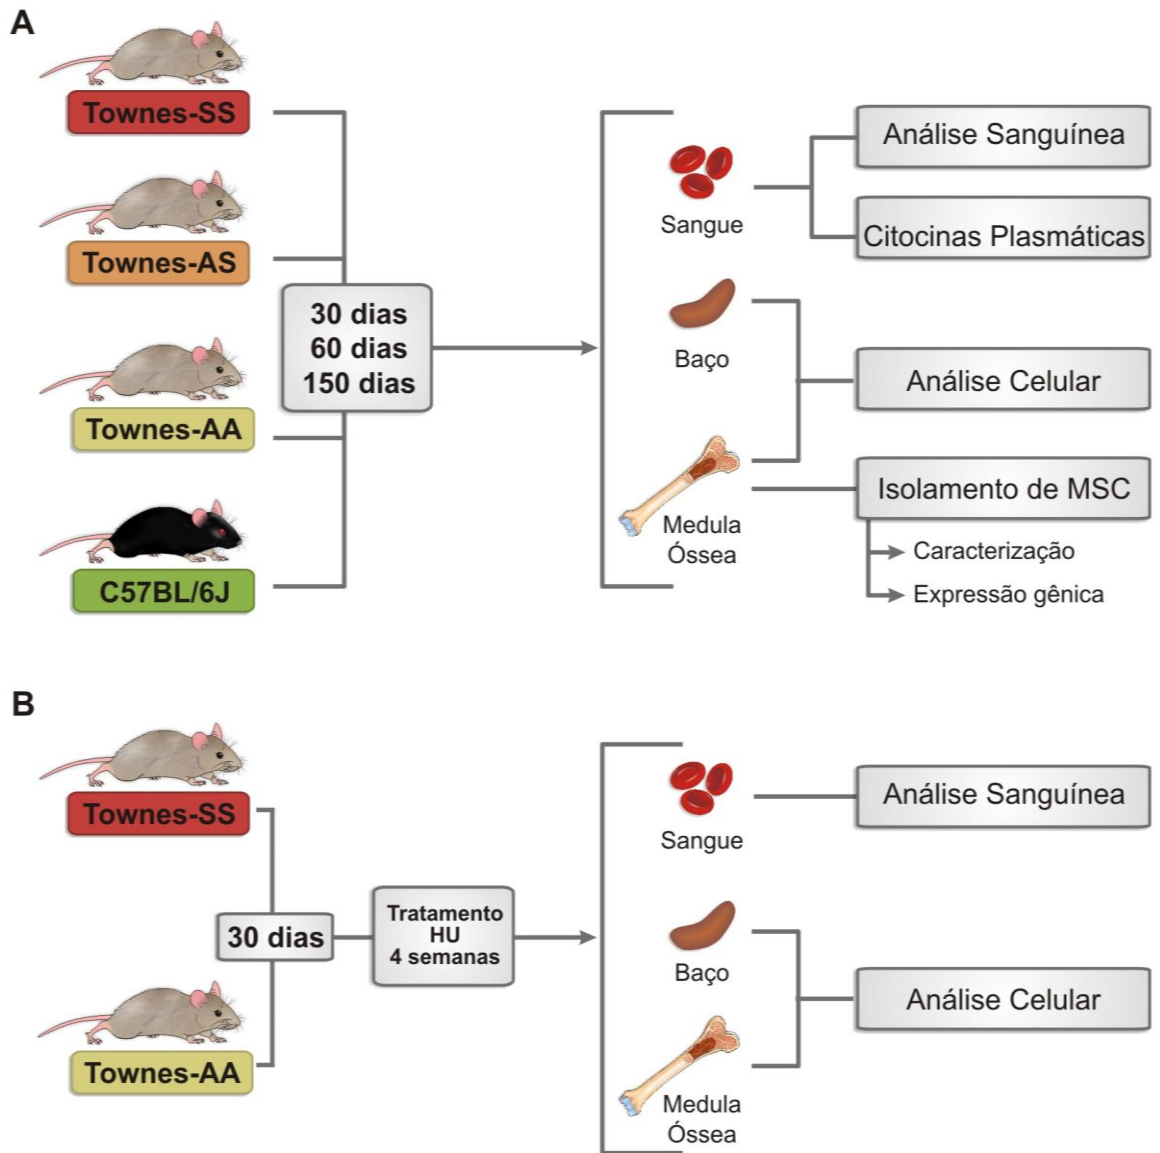 A
Townes-SS
Townes-AS
Townes-AA
C57BL/6J
30 dias
60 dias
150 dias
Sangue
Baço
Medula
Óssea
Análise Sanguínea
Citocinas Plasmáticas
Análise Celular
Isolamento de MSC
Caracterização
Expressão gênica
B
Townes-SS
Townes-AA
30 dias
Tratamento
HU
4 semanas
Sangue
Baço
Medula
Óssea
Análise Sanguínea
Análise Celular